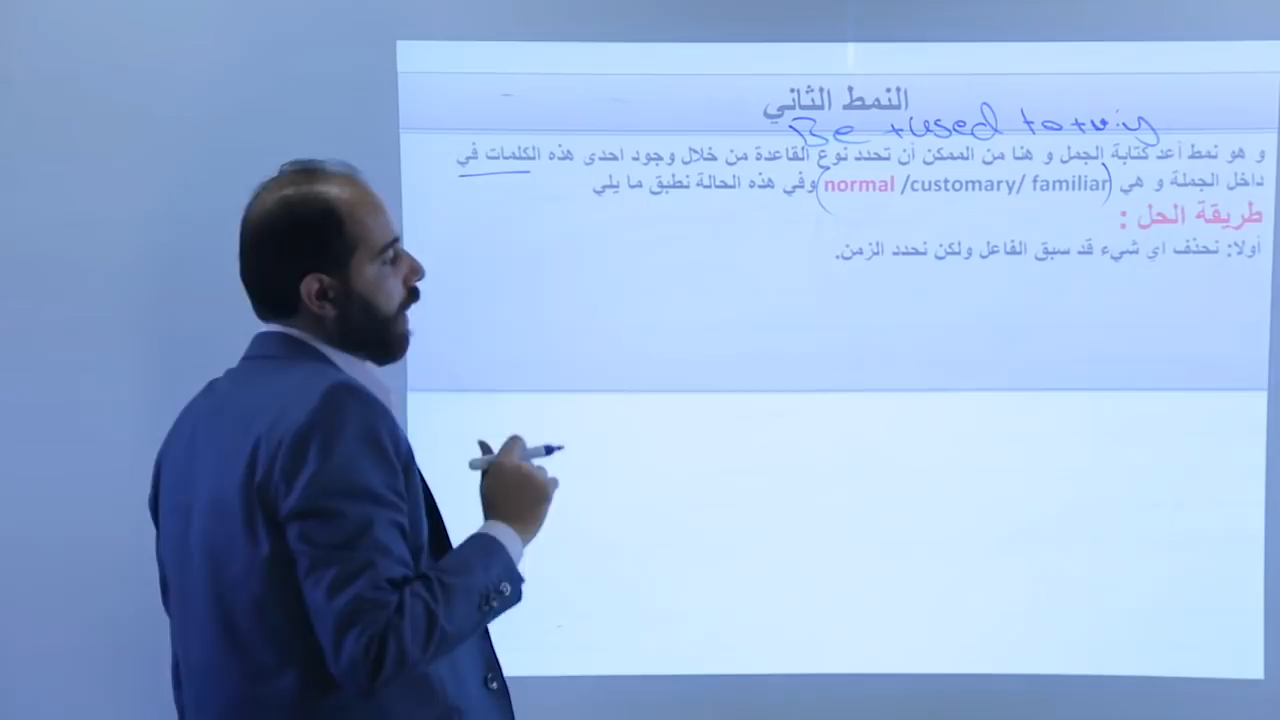 النمط الثاني
Be + used to + v.ing
و هو نمط أعد كتابة الجمل و هنا من الممكن أن تحدد نوع القاعدة من خلال وجود احدى هذه الكلمات في
داخل الجملة و هي (normal /customary/ familiar) وفي هذه الحالة نطبق ما يلي
طريقة الحل :
أولا: نحذف اي شيء قد سبق الفاعل ولكن نحدد الزمن.